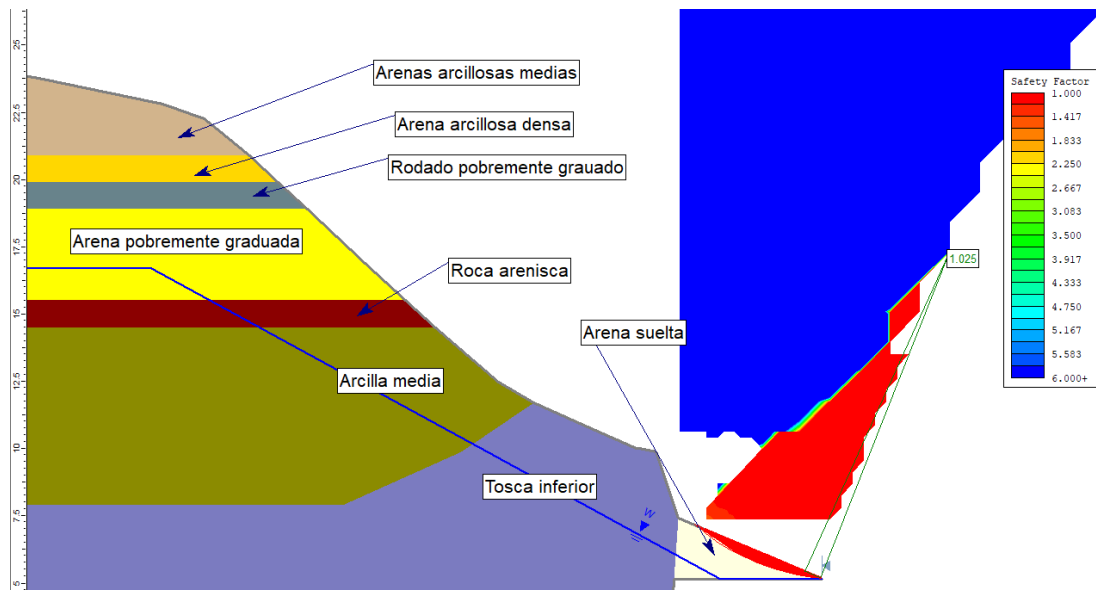 25
22.5
20
17.5
15
12.5
10
7.5
5
Arenas arcillosas medias
Arena arcillosa densa
Rodado pobremente grauado
Arena pobremente graduada
Roca arenisca
Arena suelta
Arcilla media
Tosca inferior
W
1.025
Safety Factor
1.000
1.417
1.833
2.250
2.667
3.083
3.500
3.917
4.333
4.750
5.167
5.583
6.000+